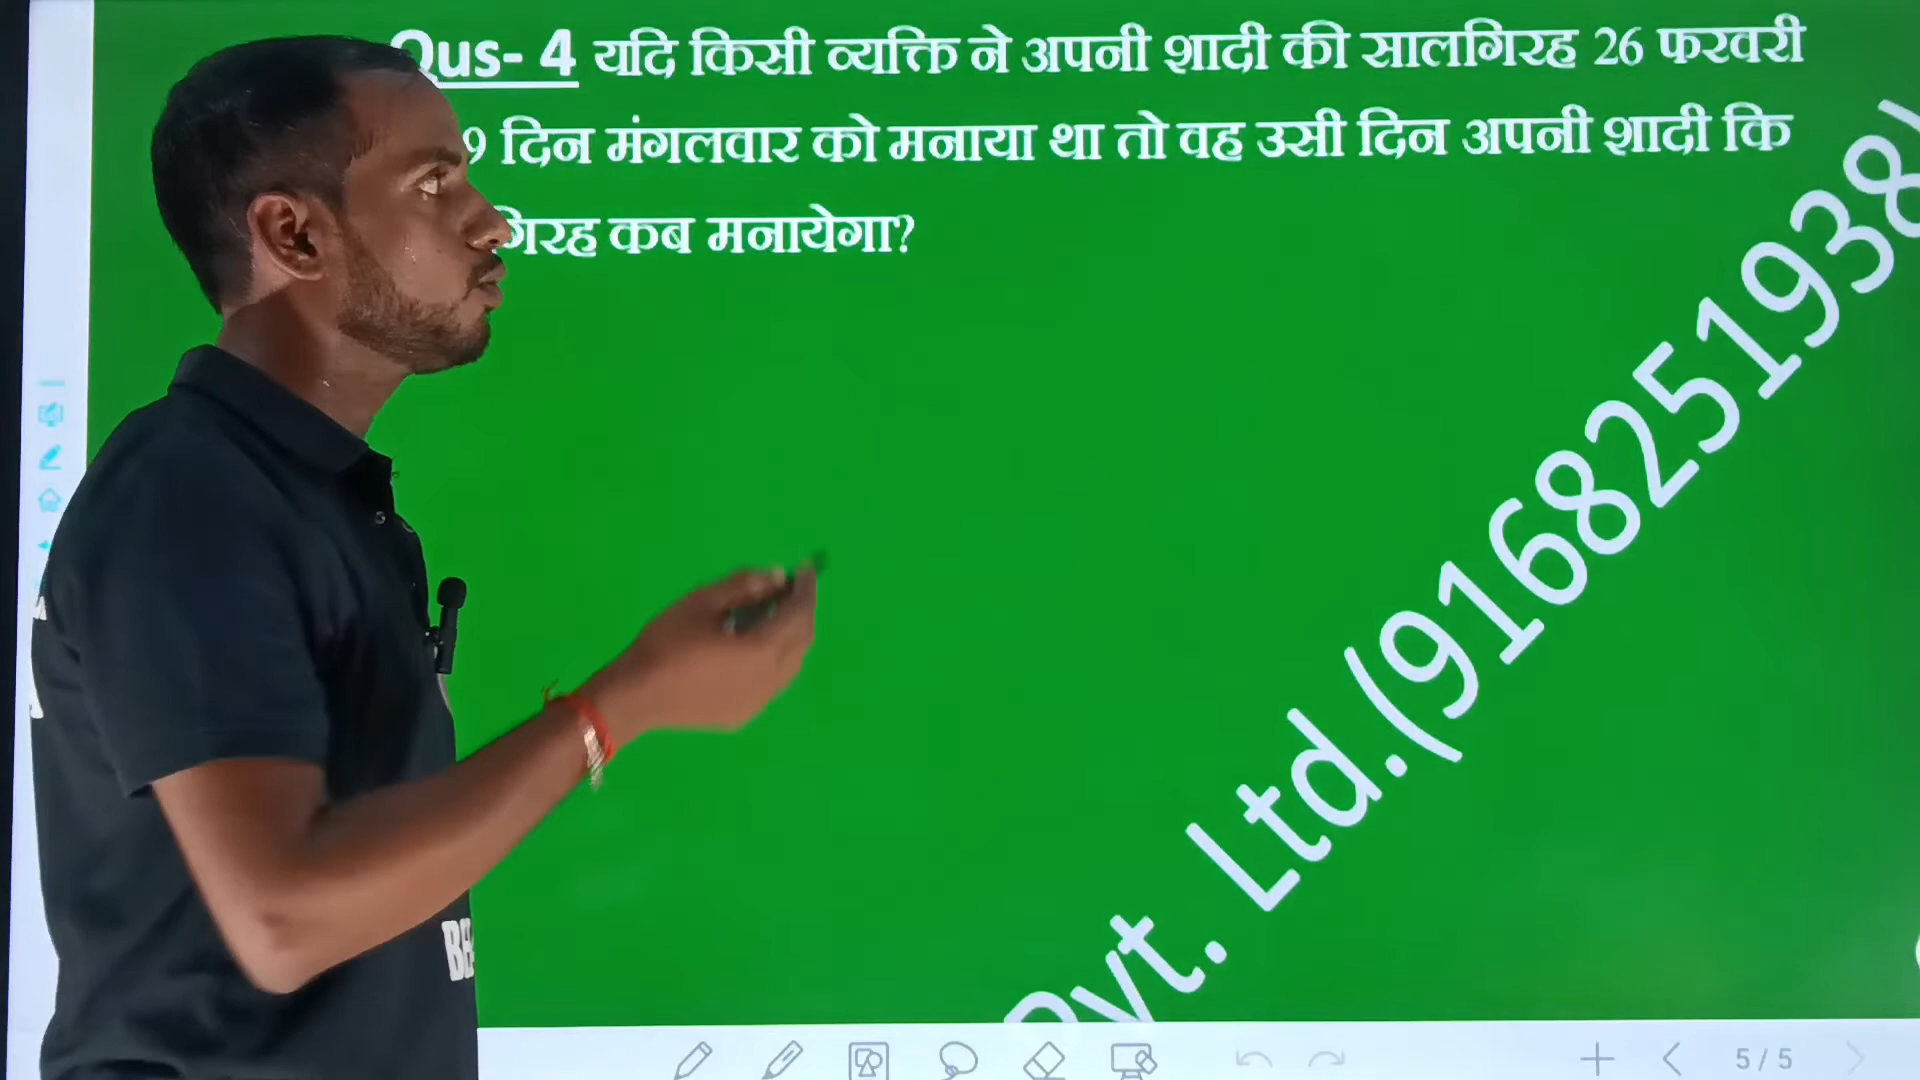 Qus- 4 यदि किसी व्यक्ति ने अपनी शादी की सालगिरह 26 फरवरी
9 दिन मंगलवार को मनाया था तो वह उसी दिन अपनी शादी कि
गिरह कब मनायेगा?
Pvt. Ltd.(9168251938)
5/5